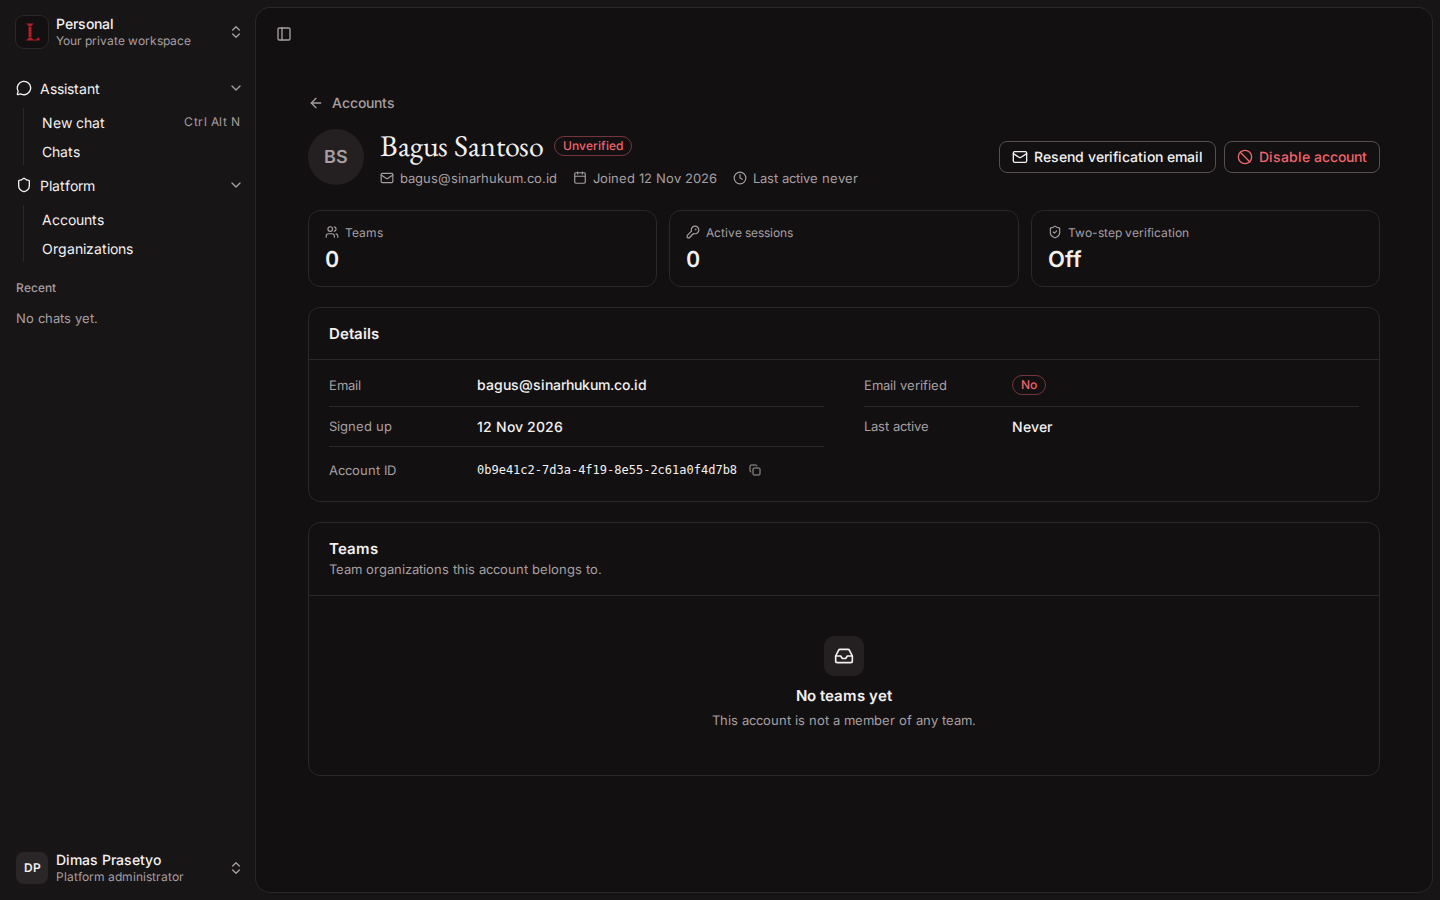 L
Personal
Your private workspace
Assistant
New chat
Ctrl Alt N
Chats
Platform
Accounts
Organizations
Recent
No chats yet.
DP
Dimas Prasetyo
Platform administrator
Accounts
BS
Bagus Santoso
Unverified
bagus@sinarhukum.co.id
Joined 12 Nov 2026
Last active never
Resend verification email
Disable account
Teams
0
Active sessions
0
Two-step verification
Off
Details
Email
bagus@sinarhukum.co.id
Email verified
No
Signed up
12 Nov 2026
Last active
Never
Account ID
0b9e41c2-7d3a-4f19-8e55-2c61a0f4d7b8
Teams
Team organizations this account belongs to.
No teams yet
This account is not a member of any team.